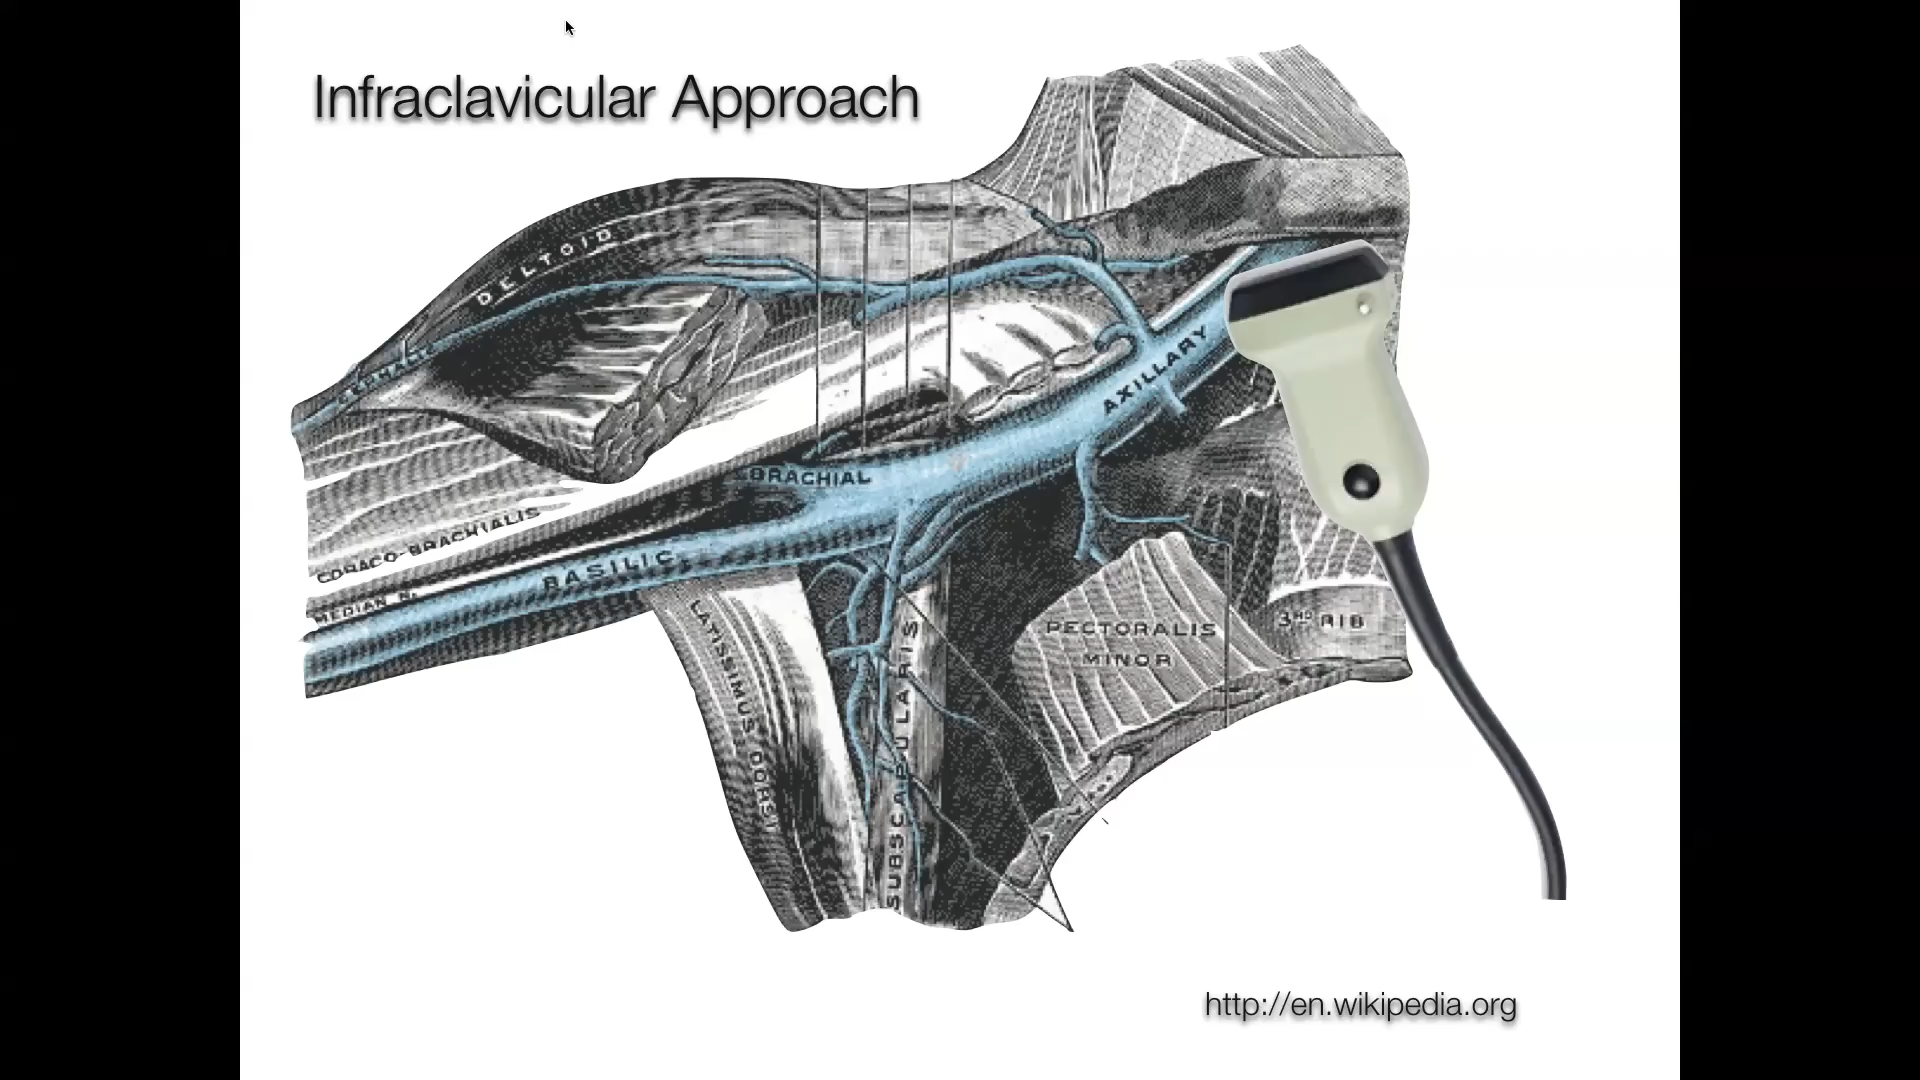 Infraclavicular Approach
DELTOID
CEPHALIC
AXILLARY
BRACHIAL
CORACO-BRACHIALIS
BASILIC
MEDIAN N.
LATISSIMUS DORSI
SUBSCAPULARIS
PECTORALIS
MINOR
3RD RIB
http://en.wikipedia.org